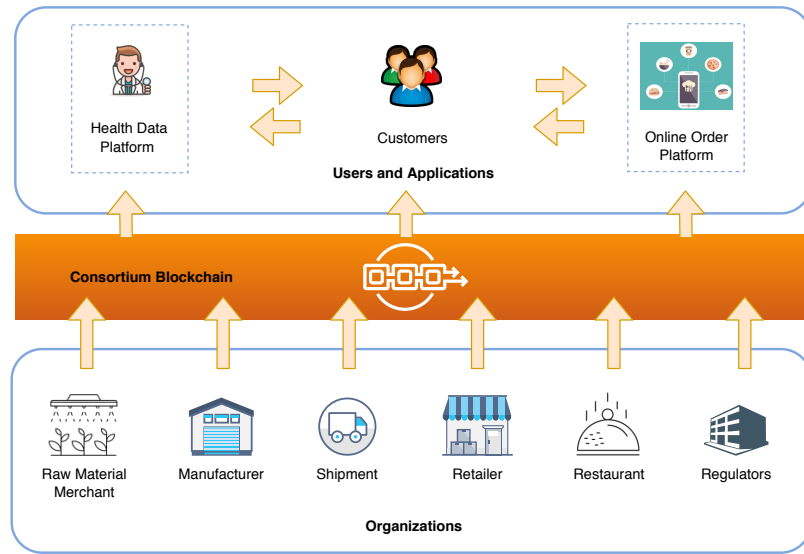 Health Data
Platform
Customers
Online Order
Platform
Users and Applications
Consortium Blockchain
Raw Material
Merchant
Manufacturer
Shipment
Retailer
Restaurant
Regulators
Organizations